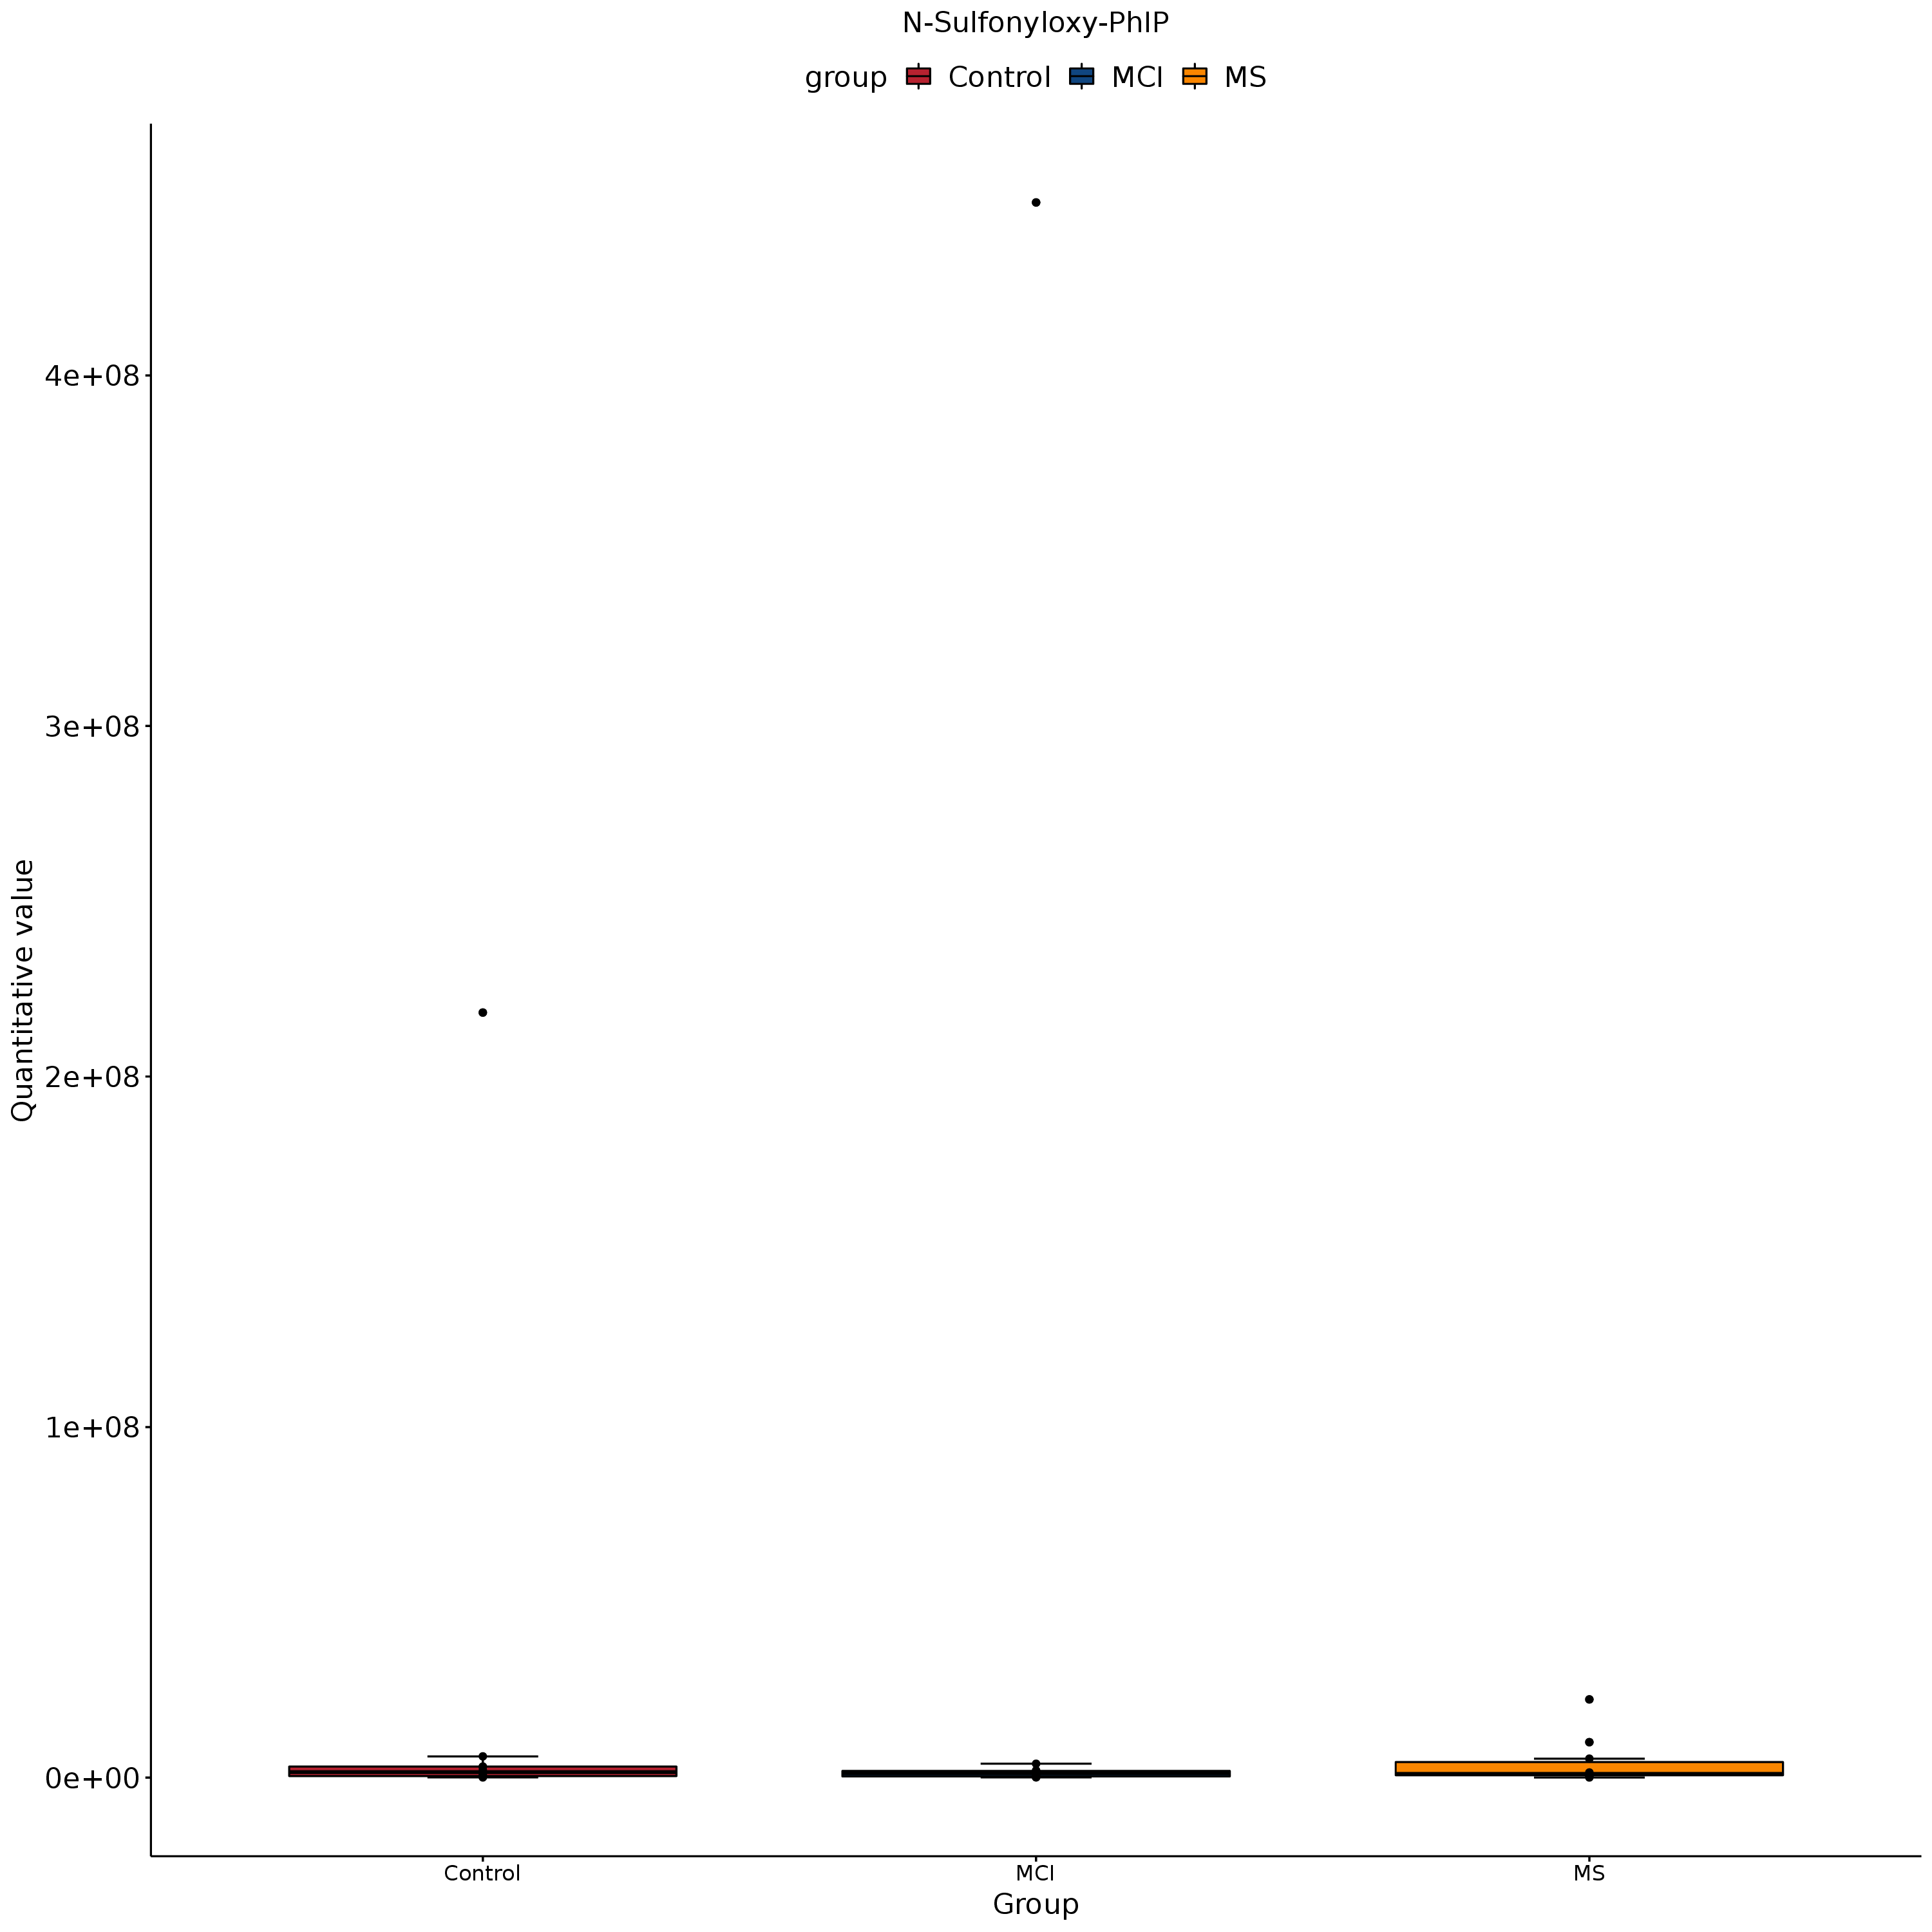 N-Sulfonyloxy-PhIP
group Control MCI MS
Quantitative value
4e+08
3e+08
2e+08
1e+08
0e+00
Control MCI MS
Group